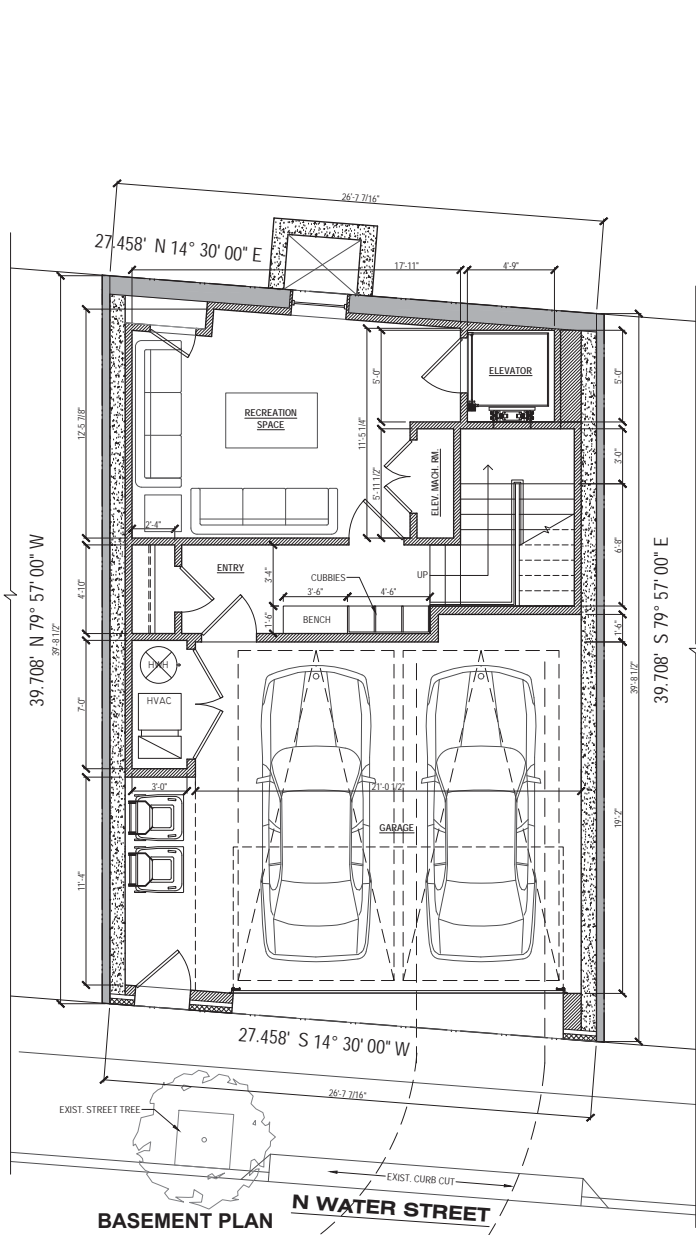 26'-7 7/16"
27.458' N 14° 30' 00" E
17'-11"
4'-9"
5'-0"
5'-0"
ELEVATOR
RECREATION
SPACE
12'-5 7/8"
11'-5 1/4"
5'-11 1/2"
ELEV. MACH. RM.
3'-0"
2'-4"
6'-8"
39.708' N 79° 57' 00" W
39'-8 1/2"
39'-8 1/2"
39.708' S 79° 57' 00" E
4'-10"
ENTRY
3'-4"
CUBBIES
UP
3'-6"
4'-6"
1'-6"
BENCH
1'-6"
HWH
HVAC
7'-0"
3'-0"
21'-0 1/2"
GARAGE
19'-2"
11'-4"
27.458' S 14° 30' 00" W
26'-7 7/16"
EXIST. STREET TREE
4
EXIST. CURB CUT
N WATER STREET
BASEMENT PLAN